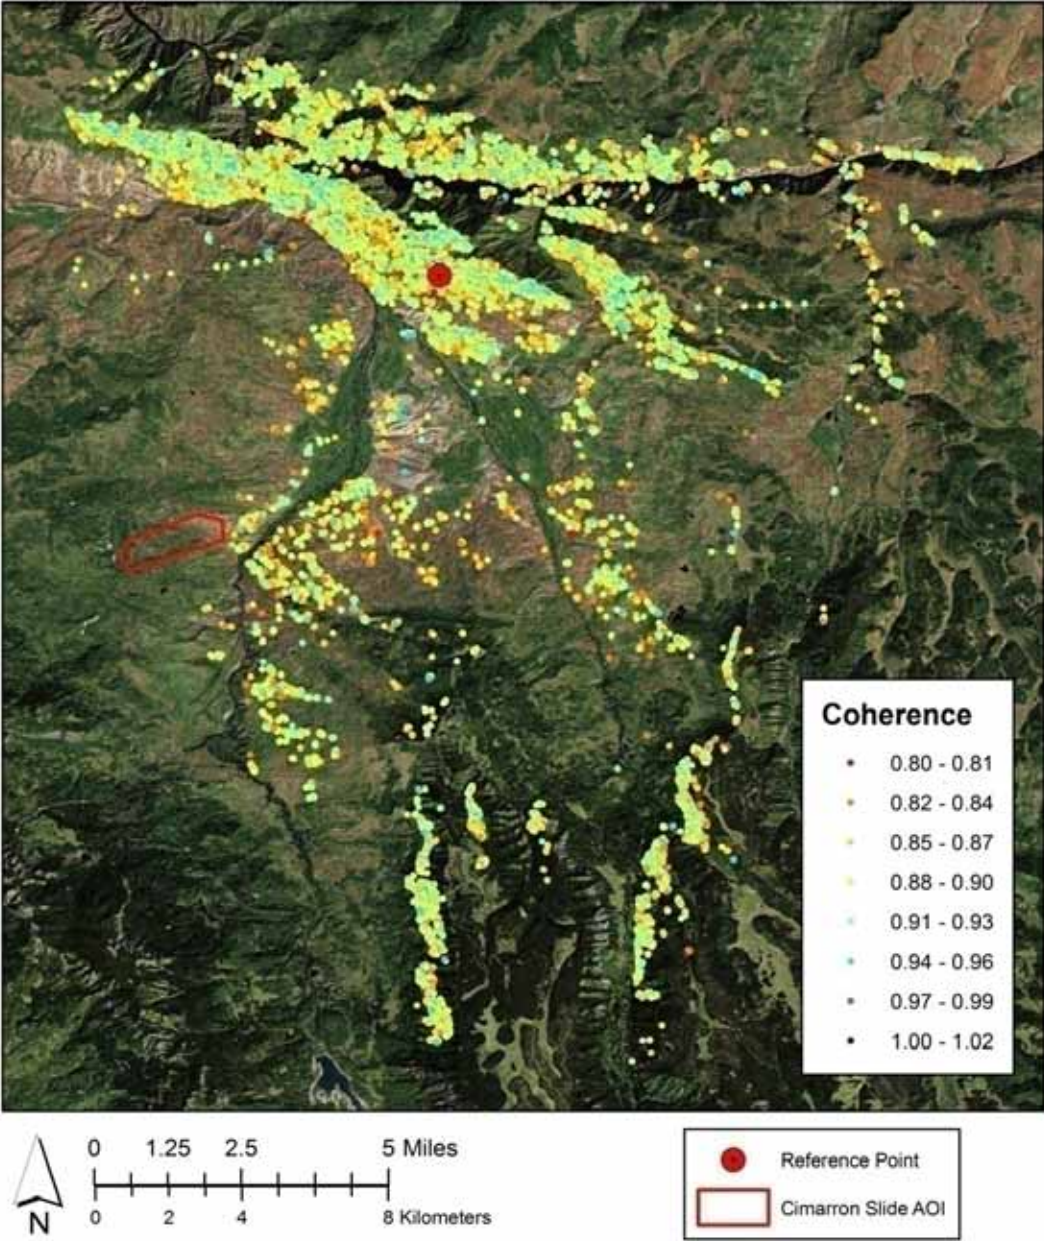 Coherence
0.80 - 0.81
0.82 - 0.84
0.85 - 0.87
0.88 - 0.90
0.91 - 0.93
0.94 - 0.96
0.97 - 0.99
1.00 - 1.02
0 1.25 2.5 5 Miles
0 2 4 8 Kilometers
N
Reference Point
Cimarron Slide AOI